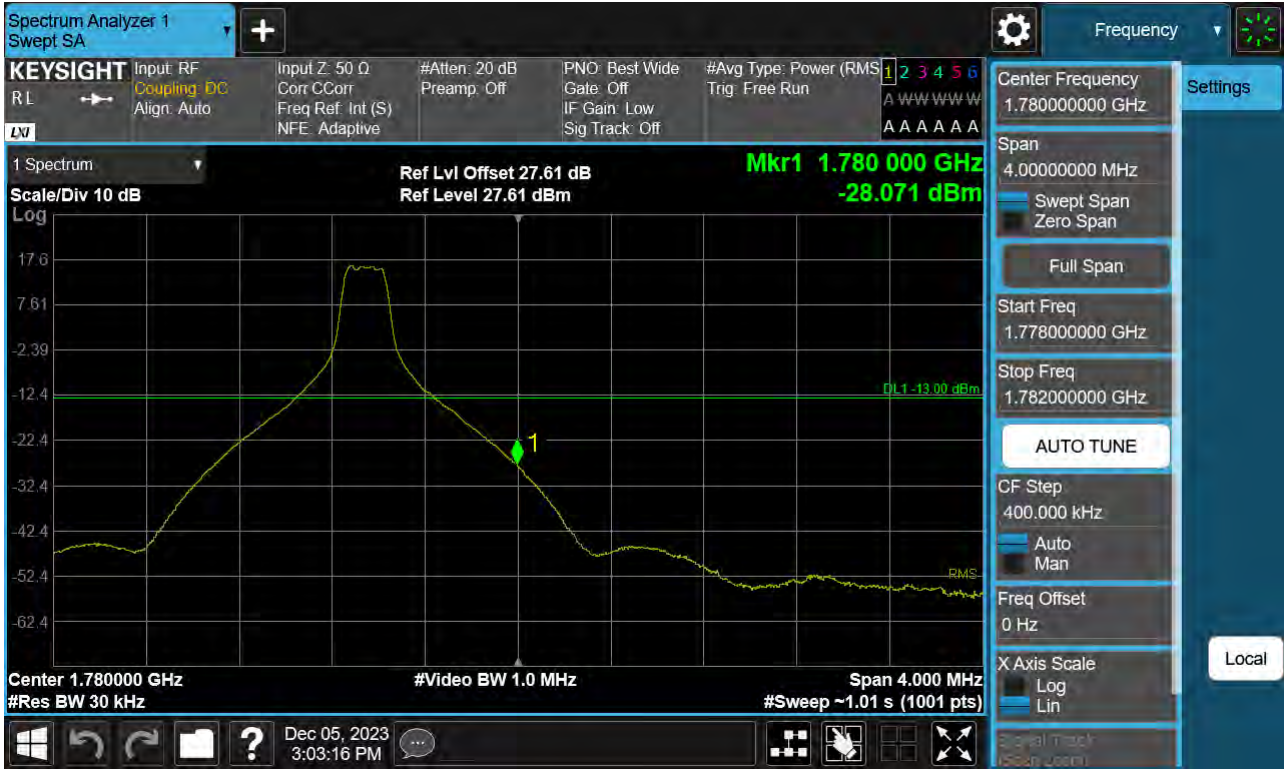 Spectrum Analyzer 1
Swept SA
+
Frequency
KEYSIGHT
RL
LXI
Input: RF
Coupling: DC
Align: Auto
Input Z: 50 Ω
Corr CCorr
Freq Ref: Int (S)
NFE: Adaptive
#Atten: 20 dB
Preamp: Off
PNO: Best Wide
Gate: Off
IF Gain: Low
Sig Track: Off
#Avg Type: Power (RMS
Trig: Free Run
1 2 3 4 5 6
A W W W W W
A A A A A A
1 Spectrum
Scale/Div 10 dB
Log
Ref Lvl Offset 27.61 dB
Ref Level 27.61 dBm
Mkr1 1.780 000 GHz
-28.071 dBm
17.6
7.61
-2.39
-12.4
-22.4
-32.4
-42.4
-52.4
-62.4
DL1 -13.00 dBm
1
RMS
Center 1.780000 GHz
#Res BW 30 kHz
#Video BW 1.0 MHz
Span 4.000 MHz
#Sweep ~1.01 s (1001 pts)
Center Frequency
1.780000000 GHz
Span
4.00000000 MHz
Swept Span
Zero Span
Full Span
Start Freq
1.778000000 GHz
Stop Freq
1.782000000 GHz
AUTO TUNE
CF Step
400.000 kHz
Auto
Man
Freq Offset
0 Hz
X Axis Scale
Log
Lin
Signal Track
(Span Zoom)
Settings
Local
?
Dec 05, 2023
3:03:16 PM